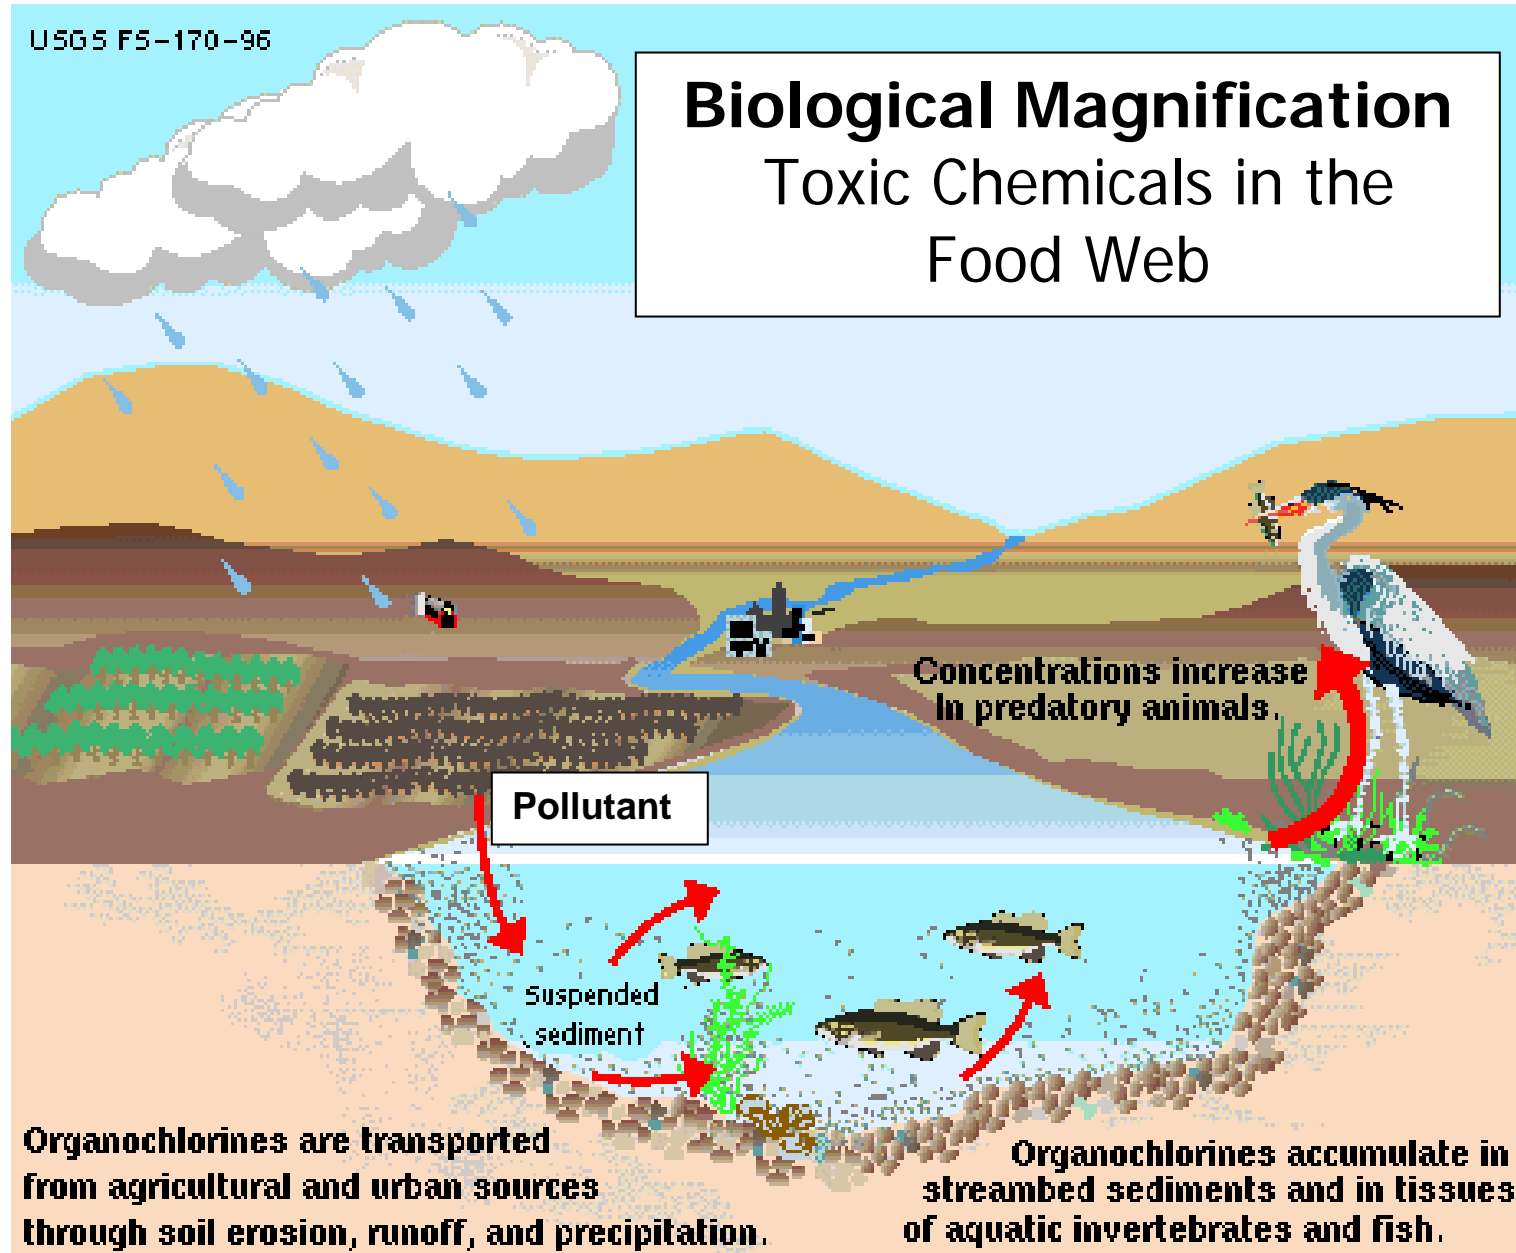 USGS FS-170-96
Biological Magnification
Toxic Chemicals in the
Food Web
Concentrations increase
In predatory animals.
Pollutant
Suspended
sediment
Organochlorines are transported
from agricultural and urban sources
through soil erosion, runoff, and precipitation.
Organochlorines accumulate in
streambed sediments and in tissues
of aquatic invertebrates and fish.